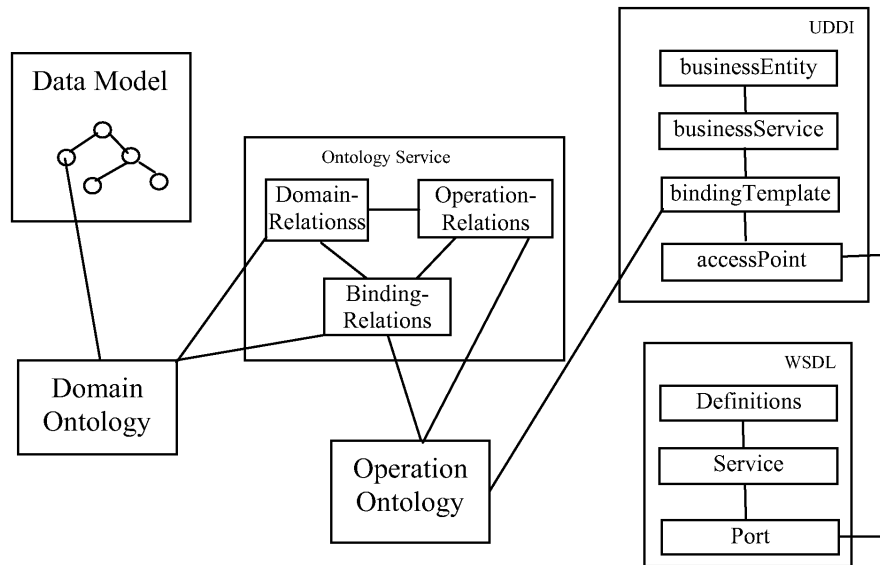 Data Model
Ontology Service
Domain-
Relationss
Operation-
Relations
Binding-
Relations
Domain
Ontology
Operation
Ontology
UDDI
businessEntity
businessService
bindingTemplate
accessPoint
WSDL
Definitions
Service
Port